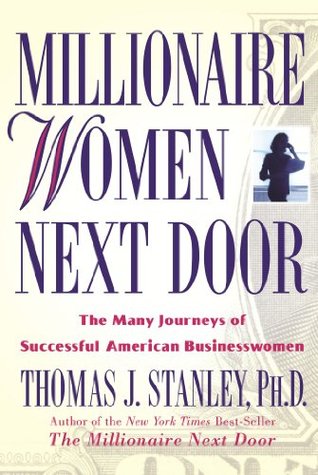 MILLIONAIRE
WOMEN
NEXT DOOR
The Many Journeys of
Successful American Businesswomen
THOMAS J. STANLEY, PH.D.
Author of the New York Times Best-Seller
The Millionaire Next Door